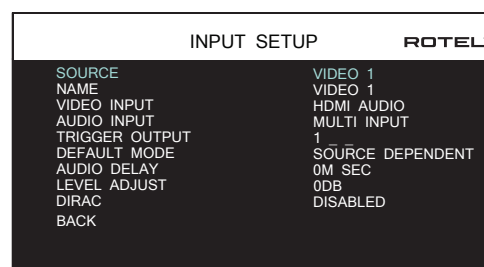 INPUT SETUP ROTEL
SOURCE VIDEO 1
NAME VIDEO 1
VIDEO INPUT HDMI AUDIO
AUDIO INPUT MULTI INPUT
TRIGGER OUTPUT 1 _ _
DEFAULT MODE SOURCE DEPENDENT
AUDIO DELAY 0M SEC
LEVEL ADJUST 0DB
DIRAC DISABLED
BACK